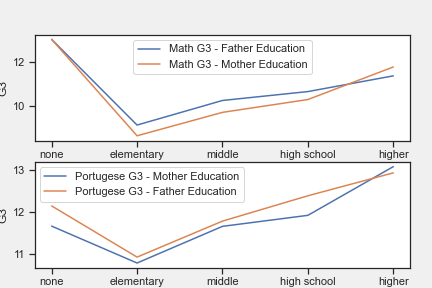 Math G3 - Father Education
Math G3 - Mother Education
12
10
G3
none elementary middle high school higher
Portugese G3 - Mother Education
Portugese G3 - Father Education
13
12
11
G3
none elementary middle high school higher